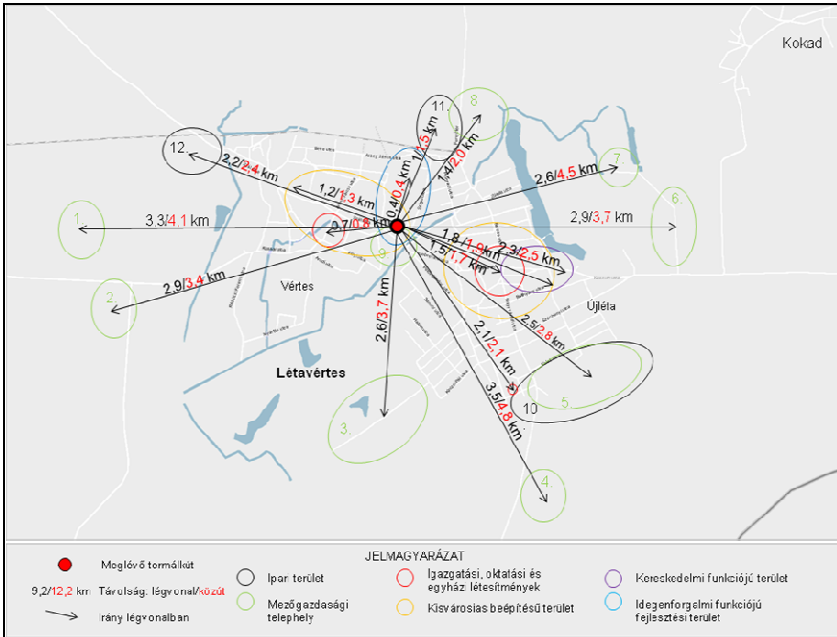 Kokad
11.
8
12.
1/1,5 km
1,4/2,0 km
2,2/2,4 km
7
2,6/4,5 km
0,4/0,4 km
1,2/1,3 km
1.
3,3/4,1 km
0,7/0,8 km
2,9/3,7 km
6.
9.
1,8/1,9km
2,3/2,5 km
1,5/1,7 km
2,9/3,4 km
Vértes
2.
Újléta
2,6/3,7 km
2,5/2,8 km
2,1/2,1 km
Létavértes
3,5/4,8 km
10
5.
3.
4.
JELMAGYARÁZAT
Meglévő termálkút
Ipari terület
Igazgatási, oktatási és
egyházi létesítmények
Kereskedelmi funkciójú terület
9,2/12,2 km Távolság: légvonal/közút
Mezőgazdasági
telephely
Kisvárosias beépítésű terület
Idegenforgalmi funkciójú
fejlesztési terület
Irány légvonalban